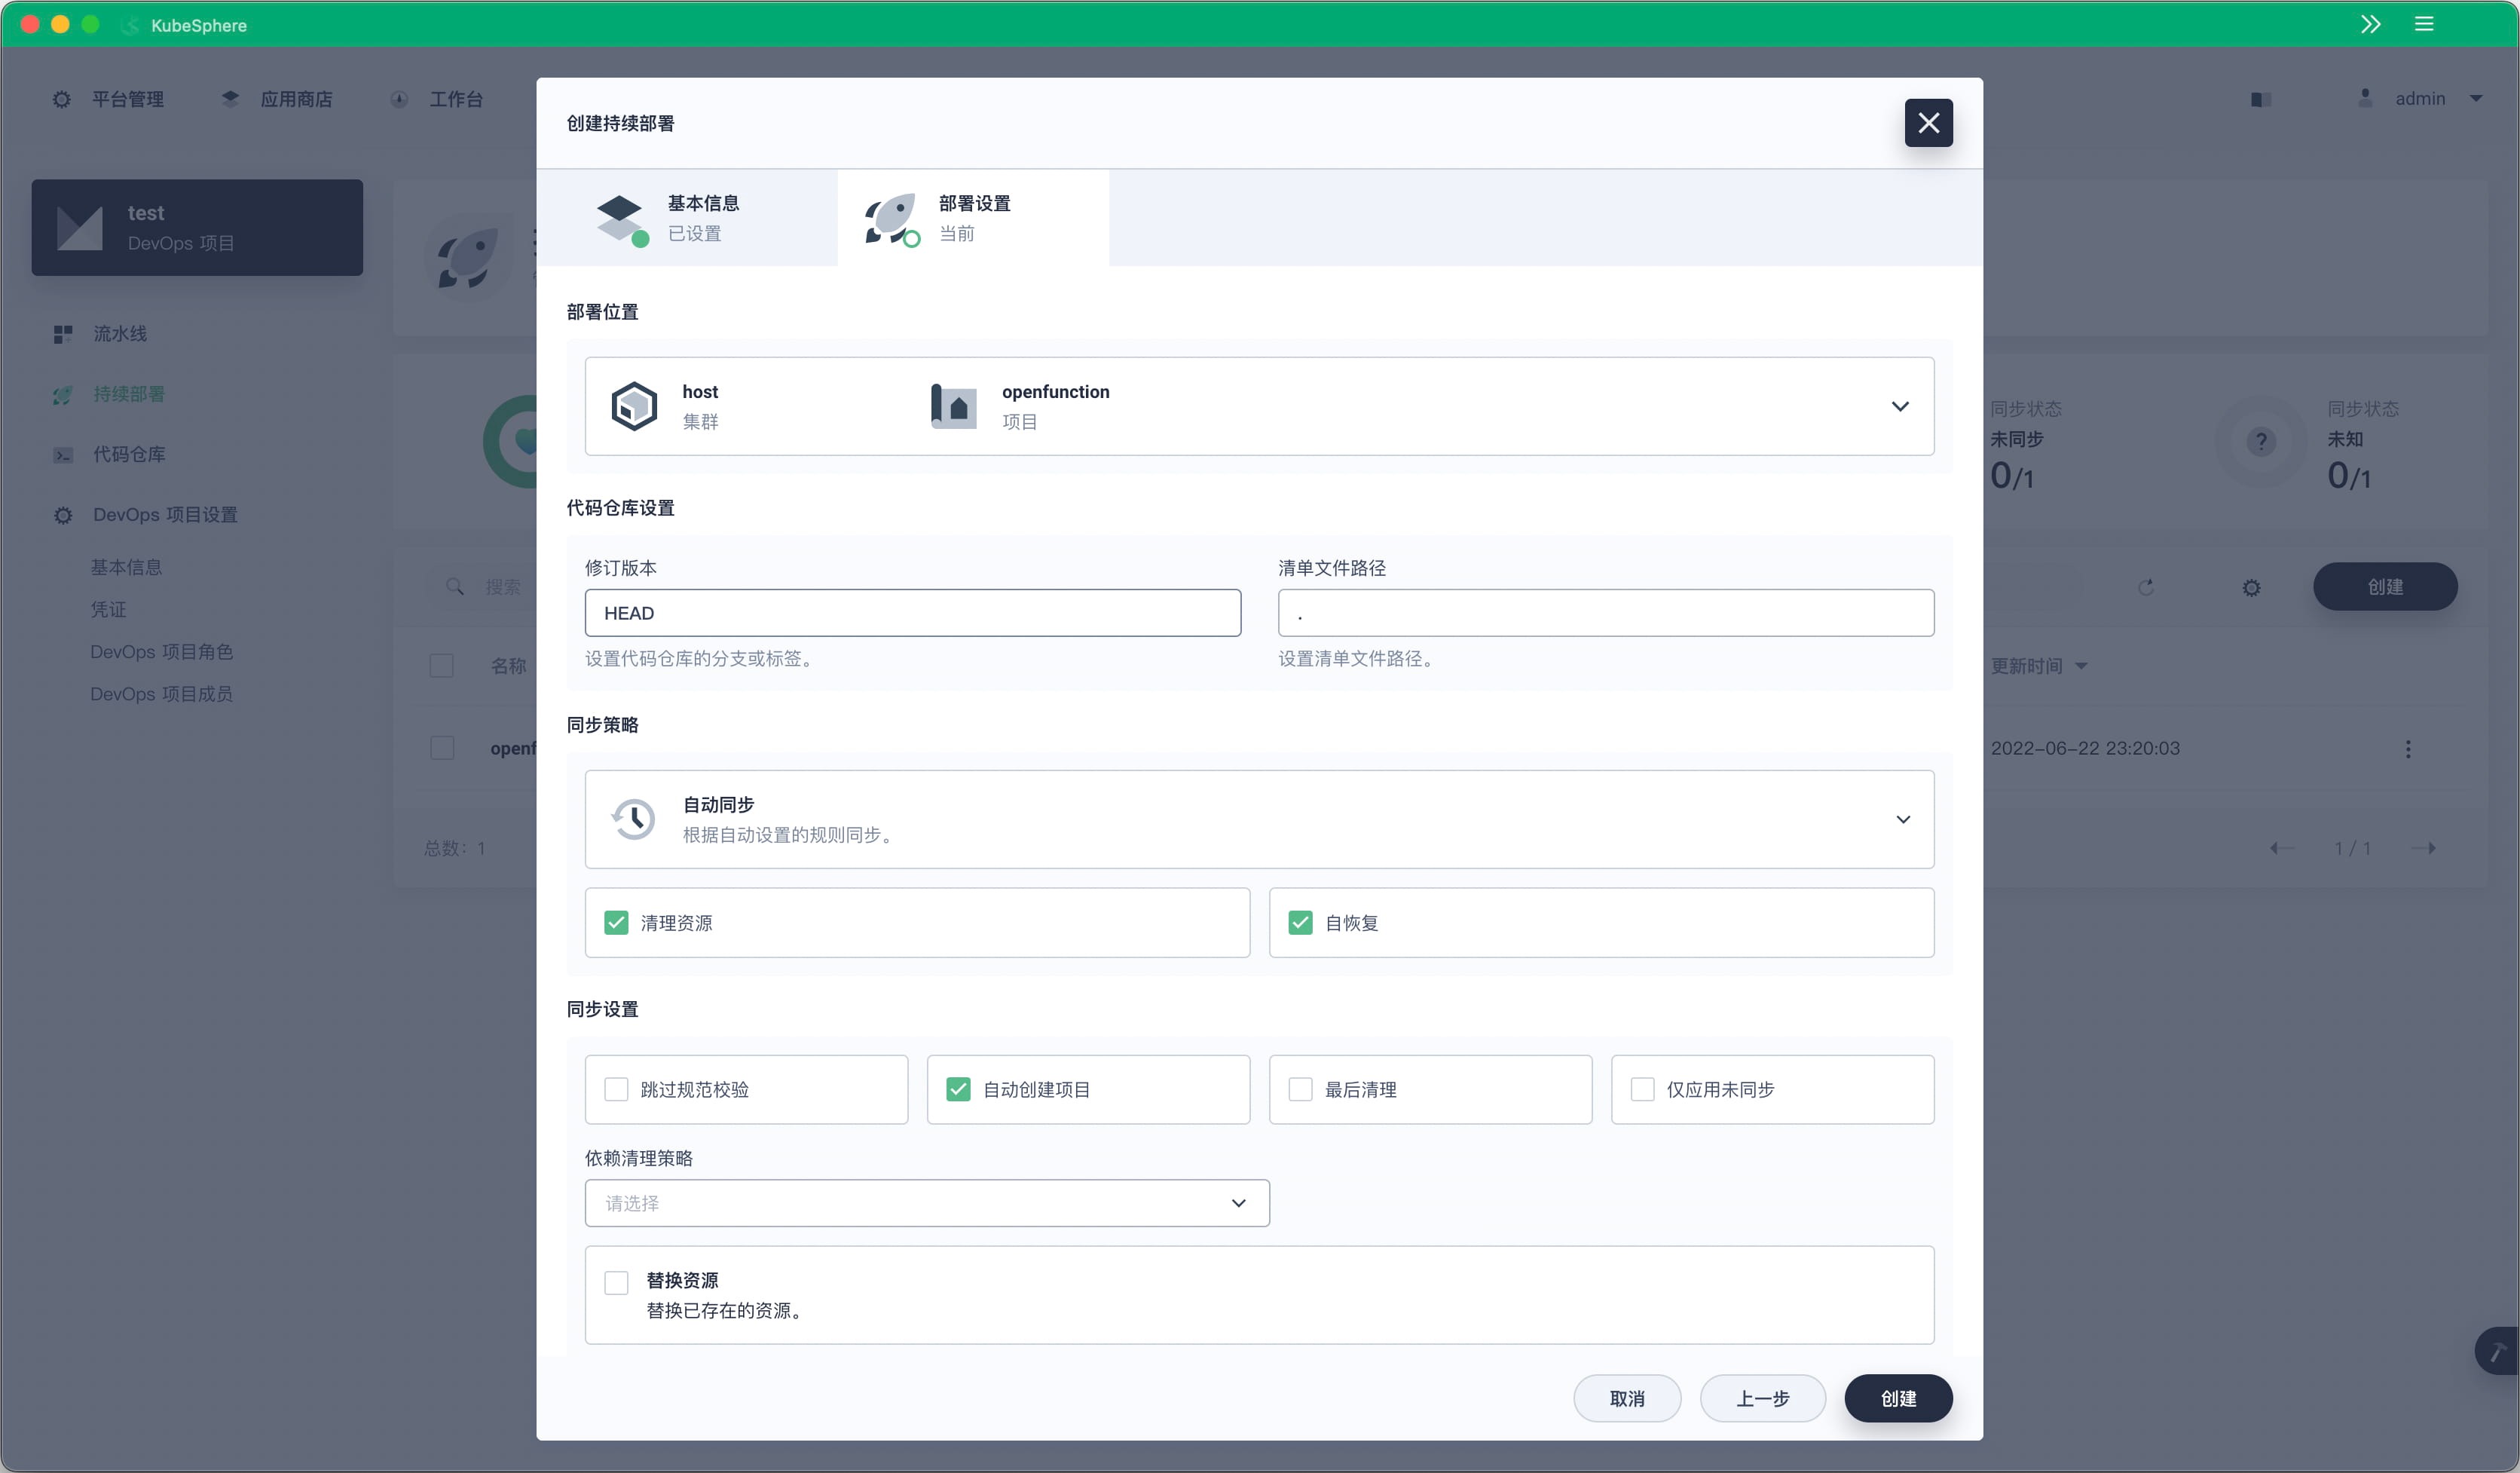 KubeSphere
平台管理
应用商店
工作台
admin
test
DevOps 项目
流水线
持续部署
代码仓库
DevOps 项目设置
基本信息
凭证
DevOps 项目角色
DevOps 项目成员
搜索
名称
openf
总数: 1
创建持续部署
基本信息
已设置
部署设置
当前
部署位置
host
集群
openfunction
项目
代码仓库设置
修订版本
HEAD
设置代码仓库的分支或标签。
清单文件路径
.
设置清单文件路径。
同步策略
自动同步
根据自动设置的规则同步。
清理资源
自恢复
同步设置
跳过规范校验
自动创建项目
最后清理
仅应用未同步
依赖清理策略
请选择
替换资源
替换已存在的资源。
取消
上一步
创建
同步状态
未同步
0/1
?
同步状态
未知
0/1
创建
更新时间
2022-06-22 23:20:03
1 / 1